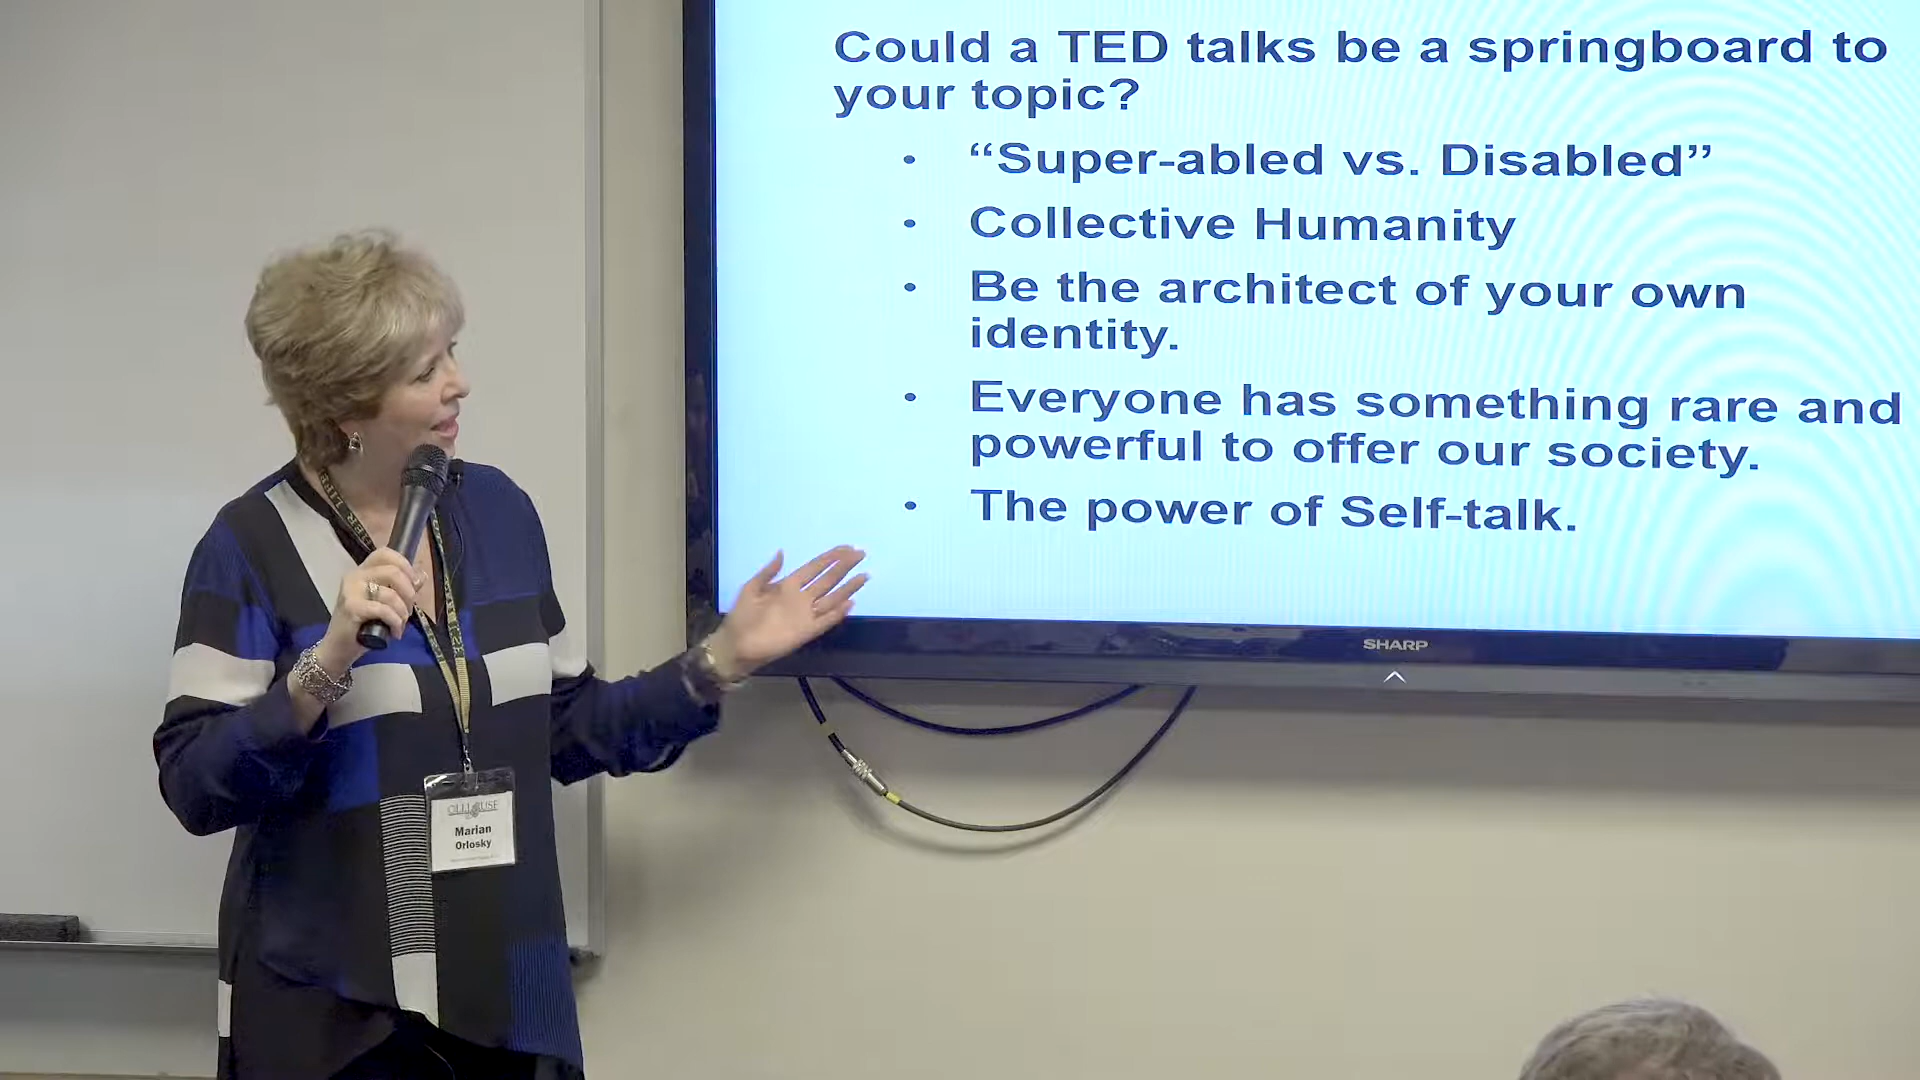 Could a TED talks be a springboard to
your topic?
• “Super-abled vs. Disabled”
• Collective Humanity
• Be the architect of your own
identity.
• Everyone has something rare and
powerful to offer our society.
• The power of Self-talk.
SHARP
OLLI USF
Marian
Orlosky